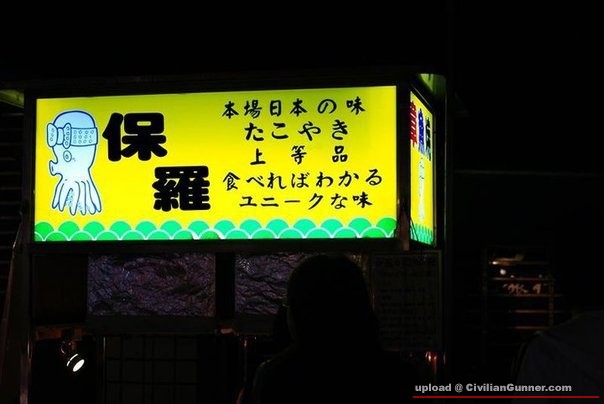 保羅
本場日本の味
たこやき
上等品
食べればわかる
ユニークな味
upload @ CivilianGunner.com